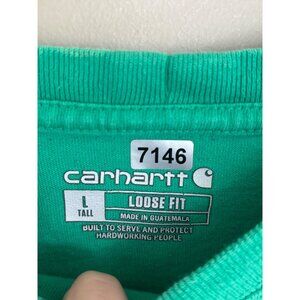 7146
carhartt
L
TALL
LOOSE FIT
MADE IN GUATEMALA
BUILT TO SERVE AND PROTECT
HARDWORKING PEOPLE